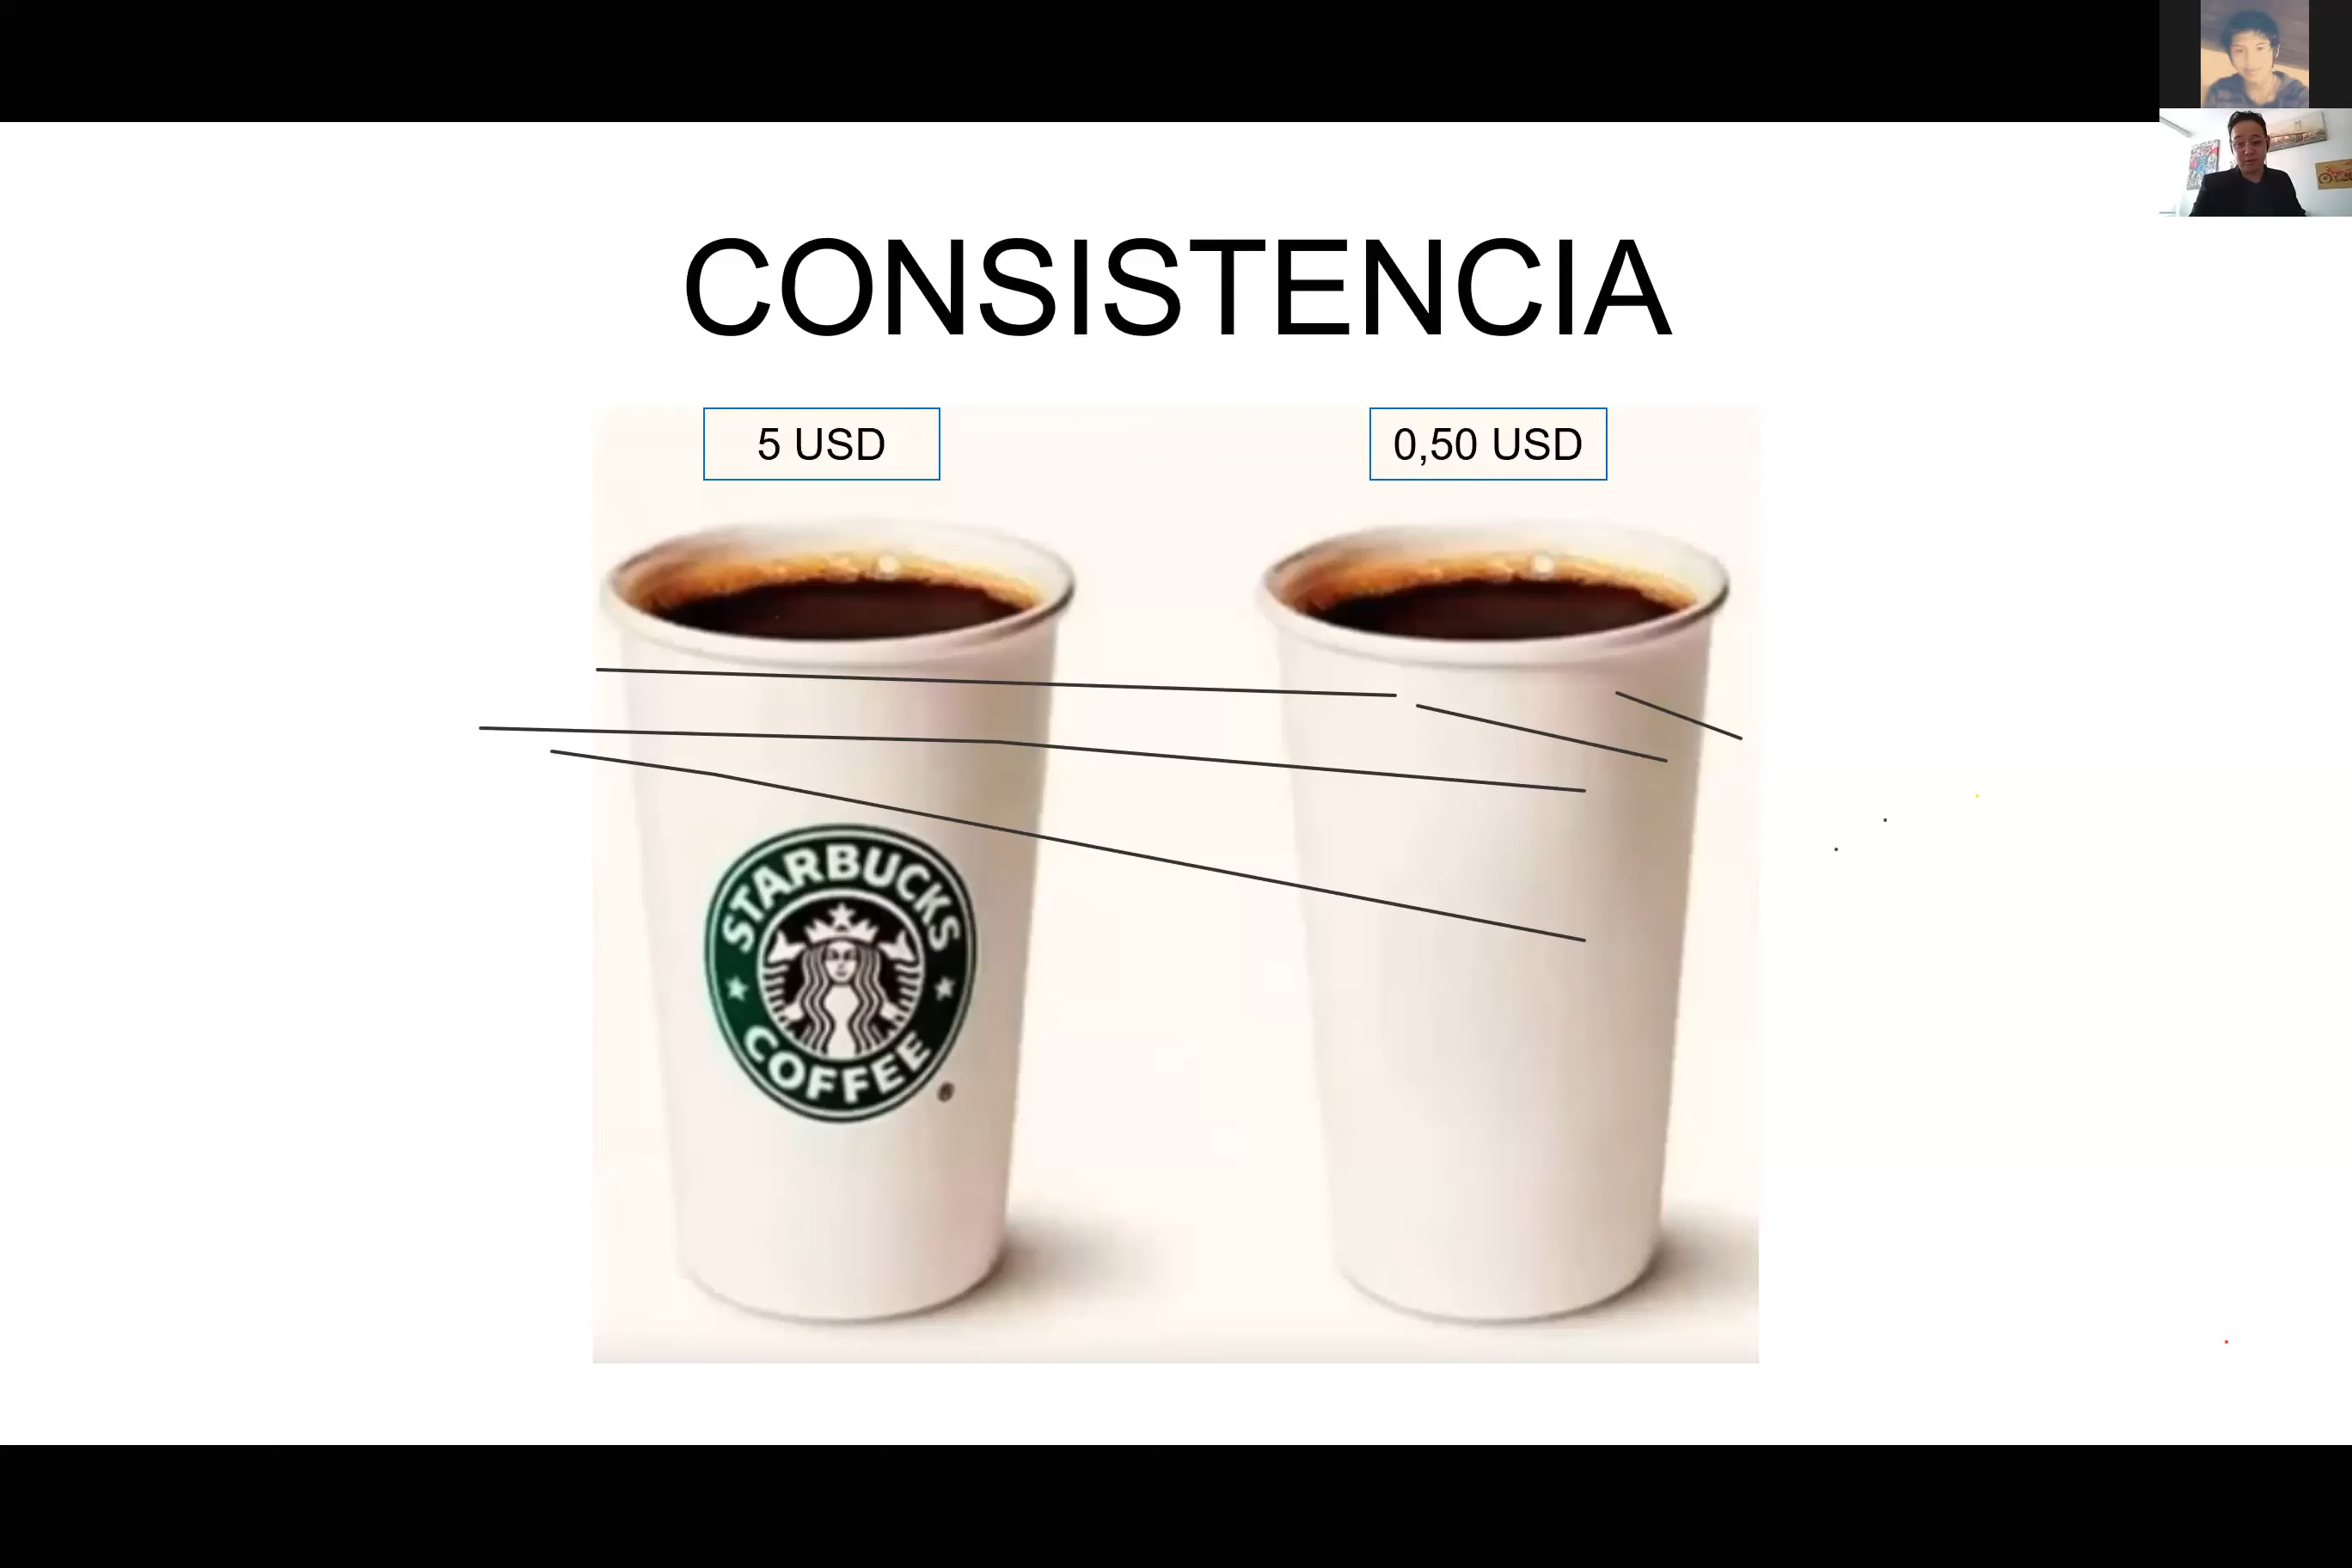 CONSISTENCIA
5 USD
0,50 USD
STARBUCKS
COFFEE
®